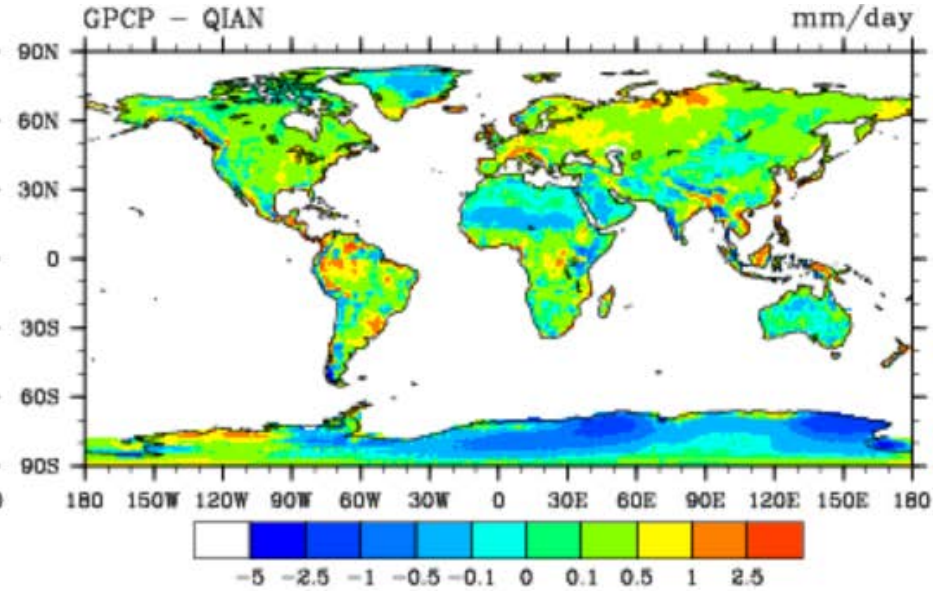 GPCP − QIAN mm/day
90N
60N
30N
0
30S
60S
90S
180 150W 120W 90W 60W 30W 0 30E 60E 90E 120E 150E 180
−5 −2.5 −1 −0.5 −0.1 0 0.1 0.5 1 2.5